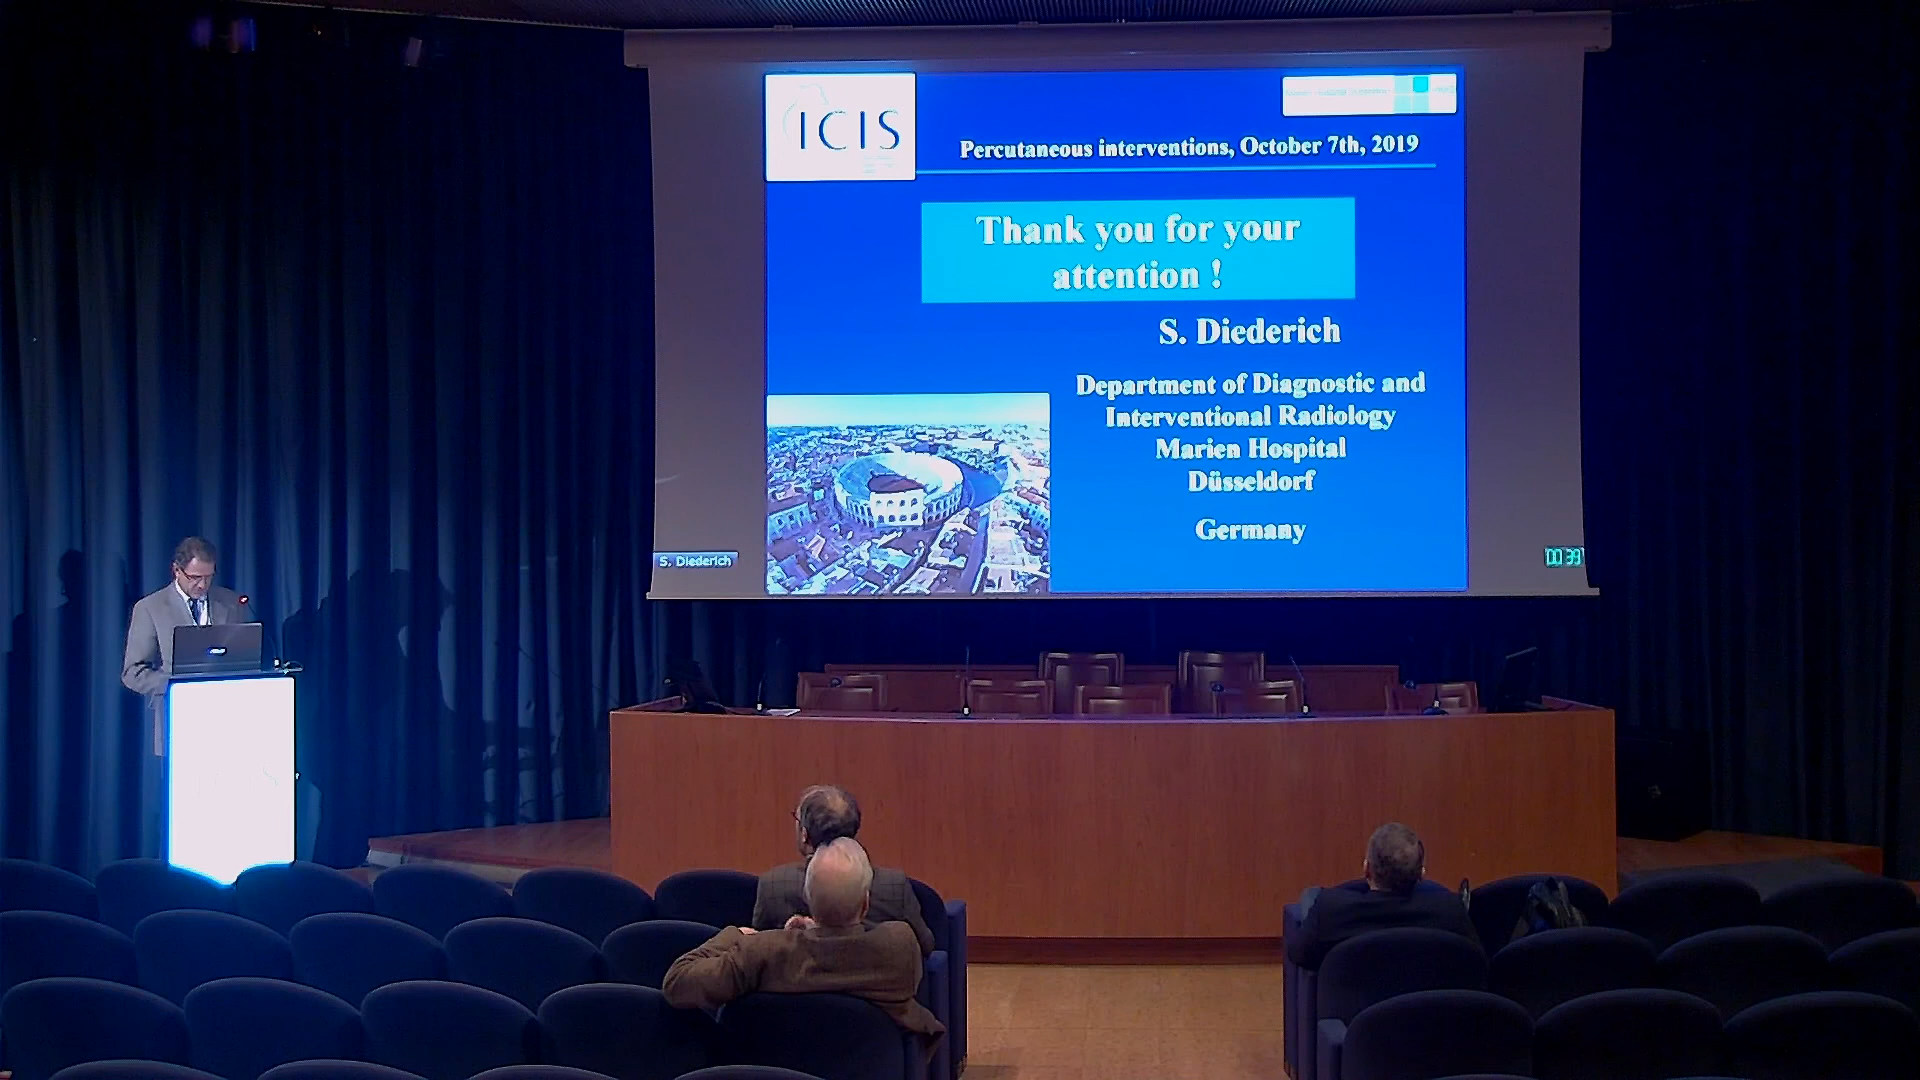 ICIS
Percutaneous interventions, October 7th, 2019
Thank you for your
attention !
S. Diederich
Department of Diagnostic and
Interventional Radiology
Marien Hospital
Düsseldorf
Germany
S. Diederich
00 39
ASUS